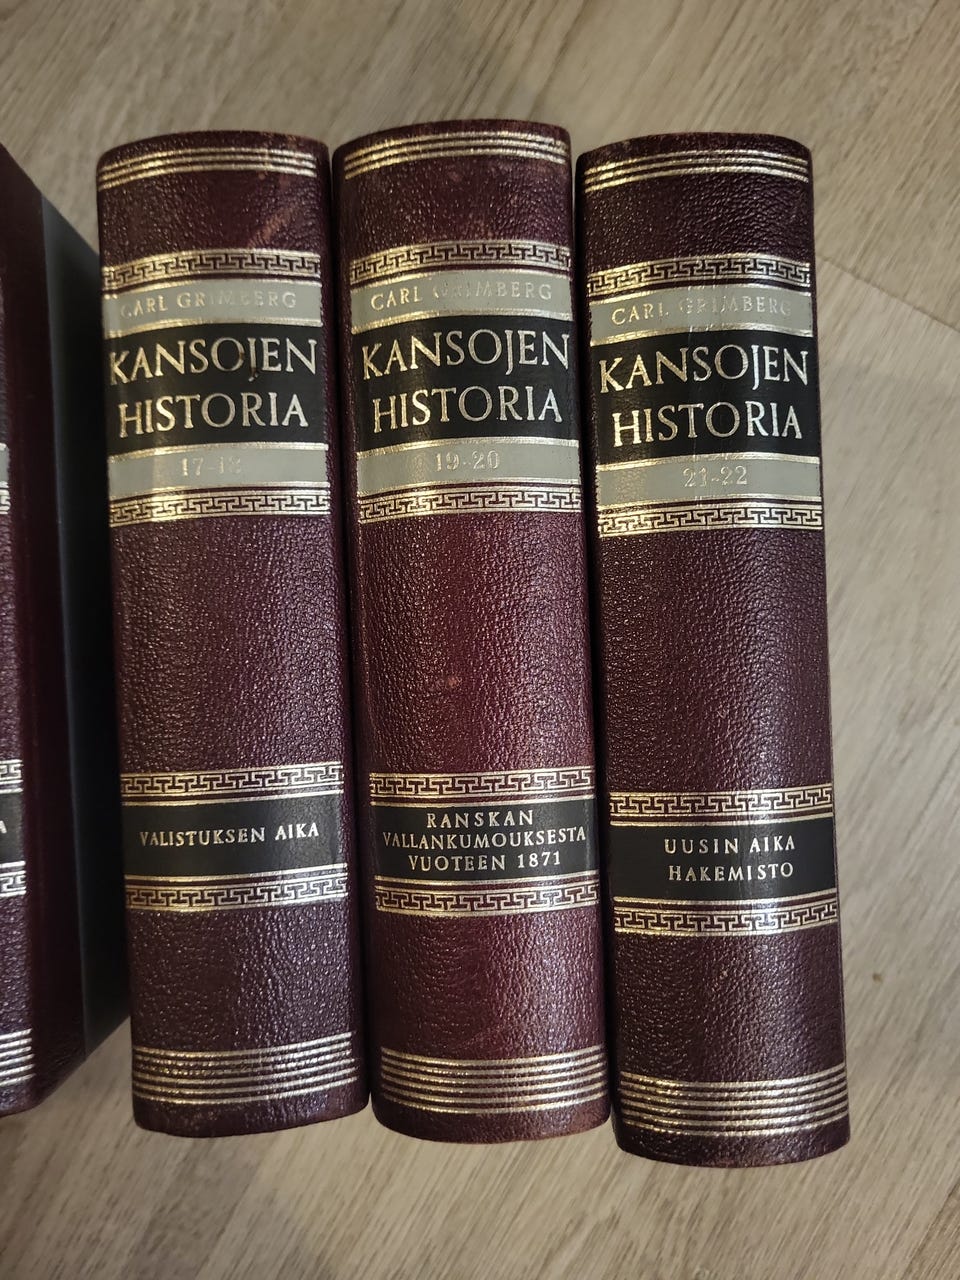 CARL GRIMBERG
KANSOJEN
HISTORIA
17-18
VALISTUKSEN AIKA
CARL GRIMBERG
KANSOJEN
HISTORIA
19-20
RANSKAN
VALLANKUMOUKSESTA
VUOTEEN 1871
CARL GRIMBERG
KANSOJEN
HISTORIA
21-22
UUSIN AIKA
HAKEMISTO